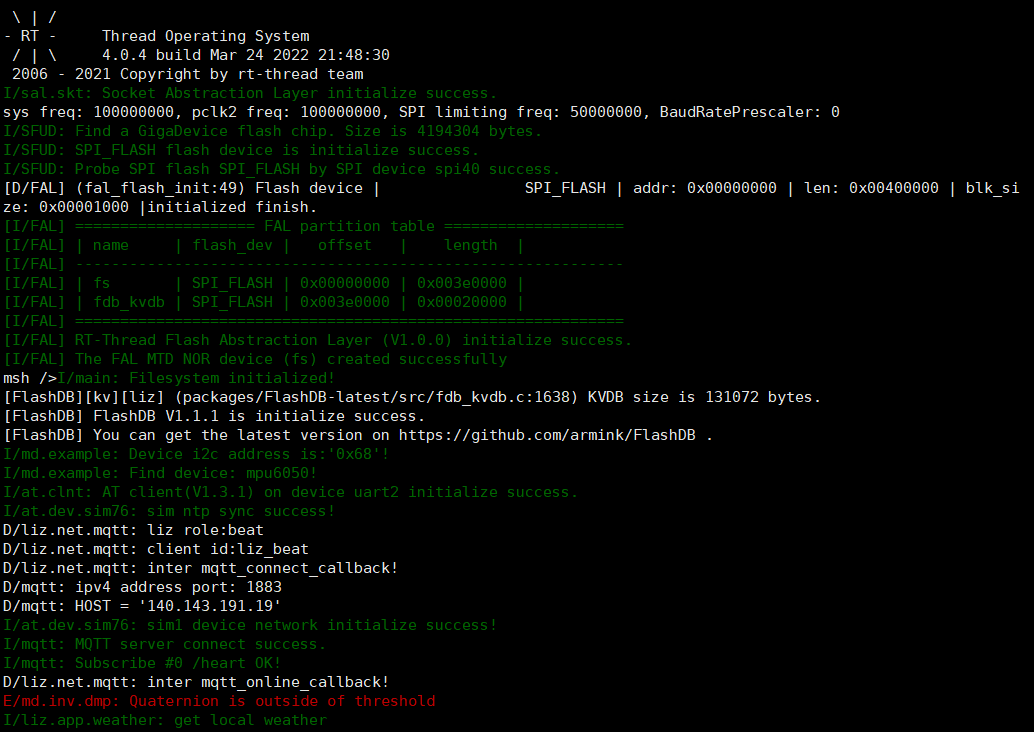 \ | /
- RT -     Thread Operating System
 / | \     4.0.4 build Mar 24 2022 21:48:30
 2006 - 2021 Copyright by rt-thread team
I/sal.skt: Socket Abstraction Layer initialize success.
sys freq: 100000000, pclk2 freq: 100000000, SPI limiting freq: 50000000, BaudRatePrescaler: 0
I/SFUD: Find a GigaDevice flash chip. Size is 4194304 bytes.
I/SFUD: SPI_FLASH flash device is initialize success.
I/SFUD: Probe SPI flash SPI_FLASH by SPI device spi40 success.
[D/FAL] (fal_flash_init:49) Flash device |                SPI_FLASH | addr: 0x00000000 | len: 0x00400000 | blk_si
ze: 0x00001000 |initialized finish.
[I/FAL] ==================== FAL partition table ====================
[I/FAL] | name     | flash_dev |   offset   |    length  |
[I/FAL] -------------------------------------------------------------
[I/FAL] | fs       | SPI_FLASH | 0x00000000 | 0x003e0000 |
[I/FAL] | fdb_kvdb | SPI_FLASH | 0x003e0000 | 0x00020000 |
[I/FAL] =============================================================
[I/FAL] RT-Thread Flash Abstraction Layer (V1.0.0) initialize success.
[I/FAL] The FAL MTD NOR device (fs) created successfully
msh />I/main: Filesystem initialized!
[FlashDB][kv][liz] (packages/FlashDB-latest/src/fdb_kvdb.c:1638) KVDB size is 131072 bytes.
[FlashDB] FlashDB V1.1.1 is initialize success.
[FlashDB] You can get the latest version on https://github.com/armink/FlashDB .
I/md.example: Device i2c address is:'0x68'!
I/md.example: Find device: mpu6050!
I/at.clnt: AT client(V1.3.1) on device uart2 initialize success.
I/at.dev.sim76: sim ntp sync success!
D/liz.net.mqtt: liz role:beat
D/liz.net.mqtt: client id:liz_beat
D/liz.net.mqtt: inter mqtt_connect_callback!
D/mqtt: ipv4 address port: 1883
D/mqtt: HOST = '140.143.191.19'
I/at.dev.sim76: sim1 device network initialize success!
I/mqtt: MQTT server connect success.
I/mqtt: Subscribe #0 /heart OK!
D/liz.net.mqtt: inter mqtt_online_callback!
E/md.inv.dmp: Quaternion is outside of threshold
I/liz.app.weather: get local weather